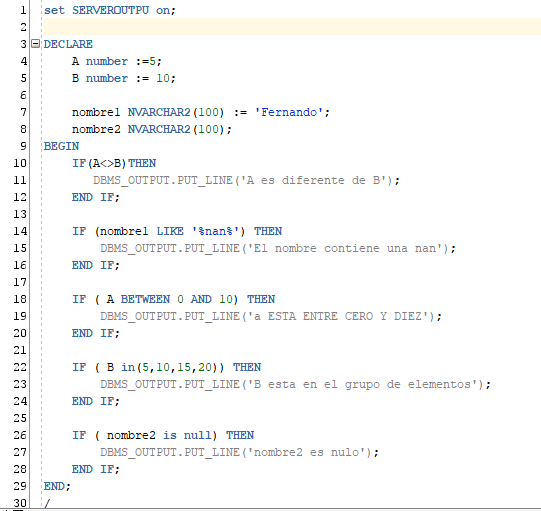 1 set SERVEROUTPU on;
2
3 DECLARE
4 A number :=5;
5 B number := 10;
6
7 nombre1 NVARCHAR2(100) := 'Fernando';
8 nombre2 NVARCHAR2(100);
9 BEGIN
10 IF(A<>B)THEN
11 DBMS_OUTPUT.PUT_LINE('A es diferente de B');
12 END IF;
13
14 IF (nombre1 LIKE '%nan%') THEN
15 DBMS_OUTPUT.PUT_LINE('El nombre contiene una nan');
16 END IF;
17
18 IF ( A BETWEEN 0 AND 10) THEN
19 DBMS_OUTPUT.PUT_LINE('a ESTA ENTRE CERO Y DIEZ');
20 END IF;
21
22 IF ( B in(5,10,15,20)) THEN
23 DBMS_OUTPUT.PUT_LINE('B esta en el grupo de elementos');
24 END IF;
25
26 IF ( nombre2 is null) THEN
27 DBMS_OUTPUT.PUT_LINE('nombre2 es nulo');
28 END IF;
29 END;
30 /